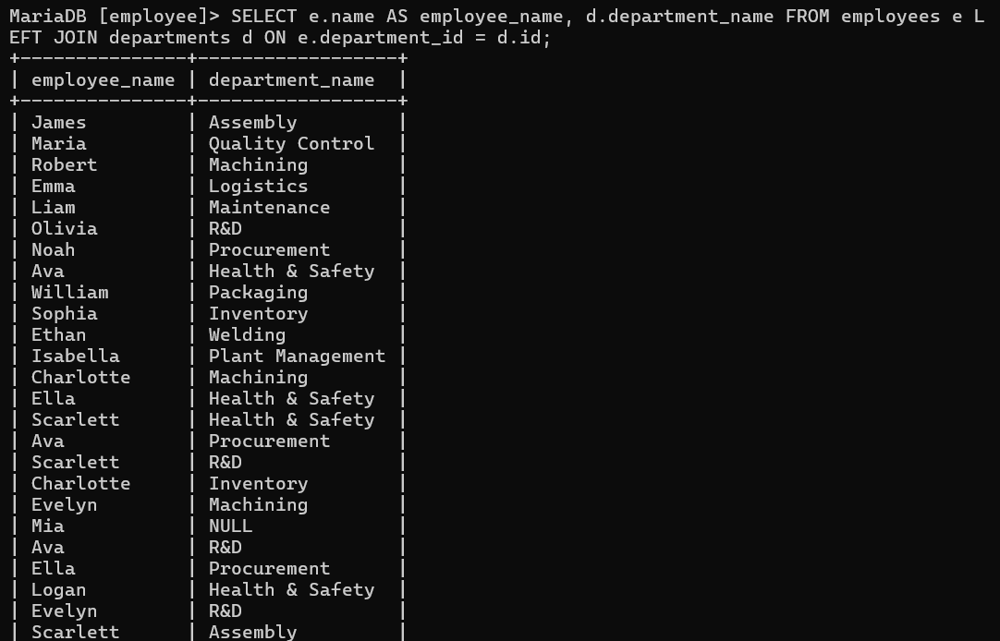 MariaDB [employee]> SELECT e.name AS employee_name, d.department_name FROM employees e L
EFT JOIN departments d ON e.department_id = d.id;
+---------------+------------------+
| employee_name | department_name  |
+---------------+------------------+
| James         | Assembly         |
| Maria         | Quality Control  |
| Robert        | Machining        |
| Emma          | Logistics        |
| Liam          | Maintenance      |
| Olivia        | R&D              |
| Noah          | Procurement      |
| Ava           | Health & Safety  |
| William       | Packaging        |
| Sophia        | Inventory        |
| Ethan         | Welding          |
| Isabella      | Plant Management |
| Charlotte     | Machining        |
| Ella          | Health & Safety  |
| Scarlett      | Health & Safety  |
| Ava           | Procurement      |
| Scarlett      | R&D              |
| Charlotte     | Inventory        |
| Evelyn        | Machining        |
| Mia           | NULL             |
| Ava           | R&D              |
| Ella          | Procurement      |
| Logan         | Health & Safety  |
| Evelyn        | R&D              |
| Scarlett      | Assembly         |